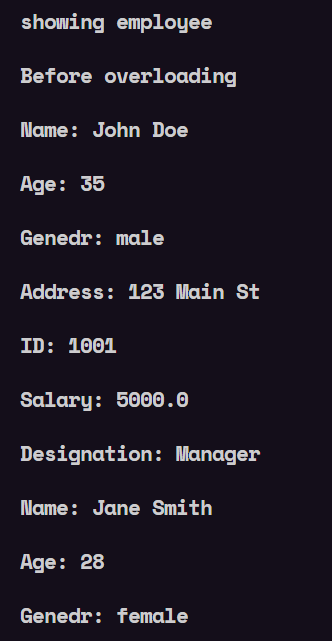 showing employee
Before overloading
Name: John Doe
Age: 35
Genedr: male
Address: 123 Main St
ID: 1001
Salary: 5000.0
Designation: Manager
Name: Jane Smith
Age: 28
Genedr: female